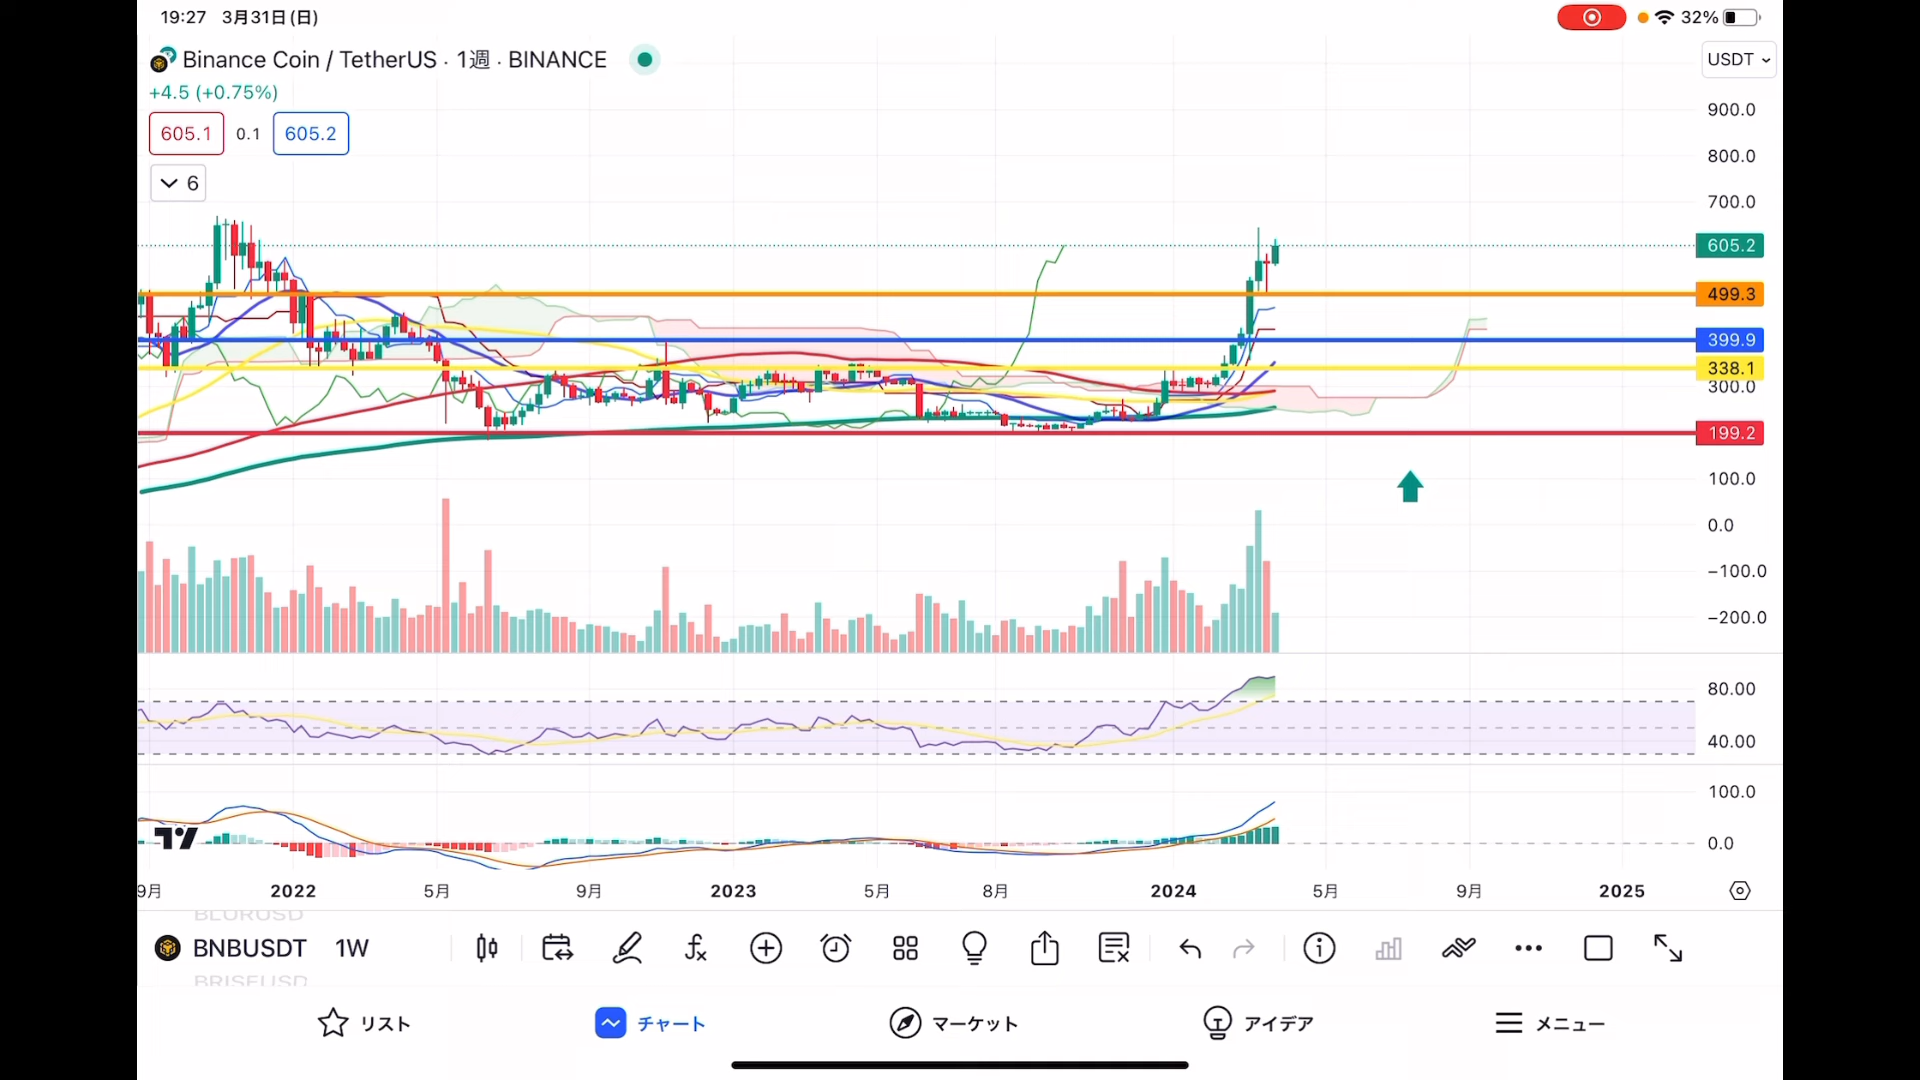 19:27 3月31日(日)
32%
Binance Coin / TetherUS · 1週 · BINANCE
USDT
+4.5 (+0.75%)
605.1 0.1 605.2
6
900.0
800.0
700.0
605.2
499.3
399.9
338.1
300.0
199.2
100.0
0.0
−100.0
−200.0
80.00
40.00
100.0
0.0
9月 2022 5月 9月 2023 5月 8月 2024 5月 9月 2025
BLURUSD
BNBUSDT 1W
BRISEUSD
リスト チャート マーケット アイデア メニュー